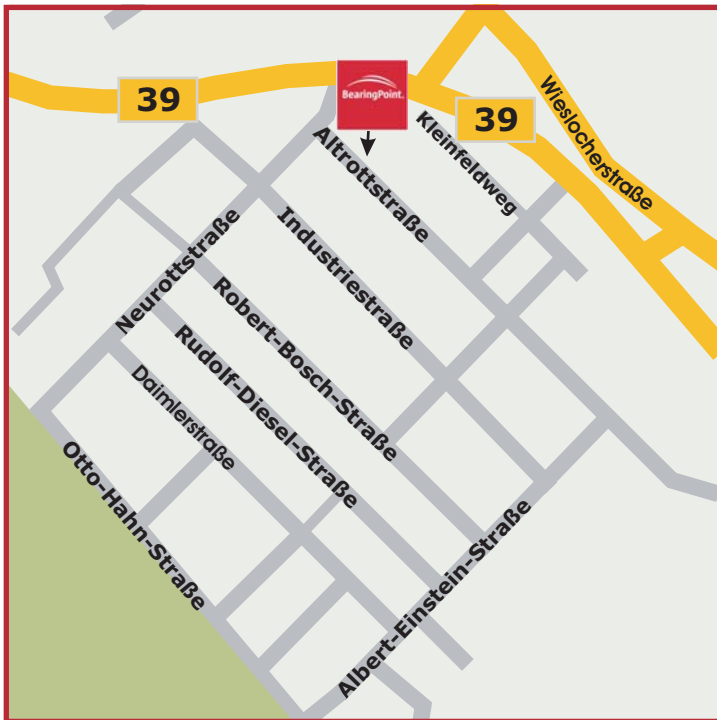 39
BearingPoint.
39
Wieslocherstraße
Kleinfeldweg
Altrottstraße
Industriestraße
Neurottstraße
Robert-Bosch-Straße
Rudolf-Diesel-Straße
Daimlerstraße
Otto-Hahn-Straße
Albert-Einstein-Straße